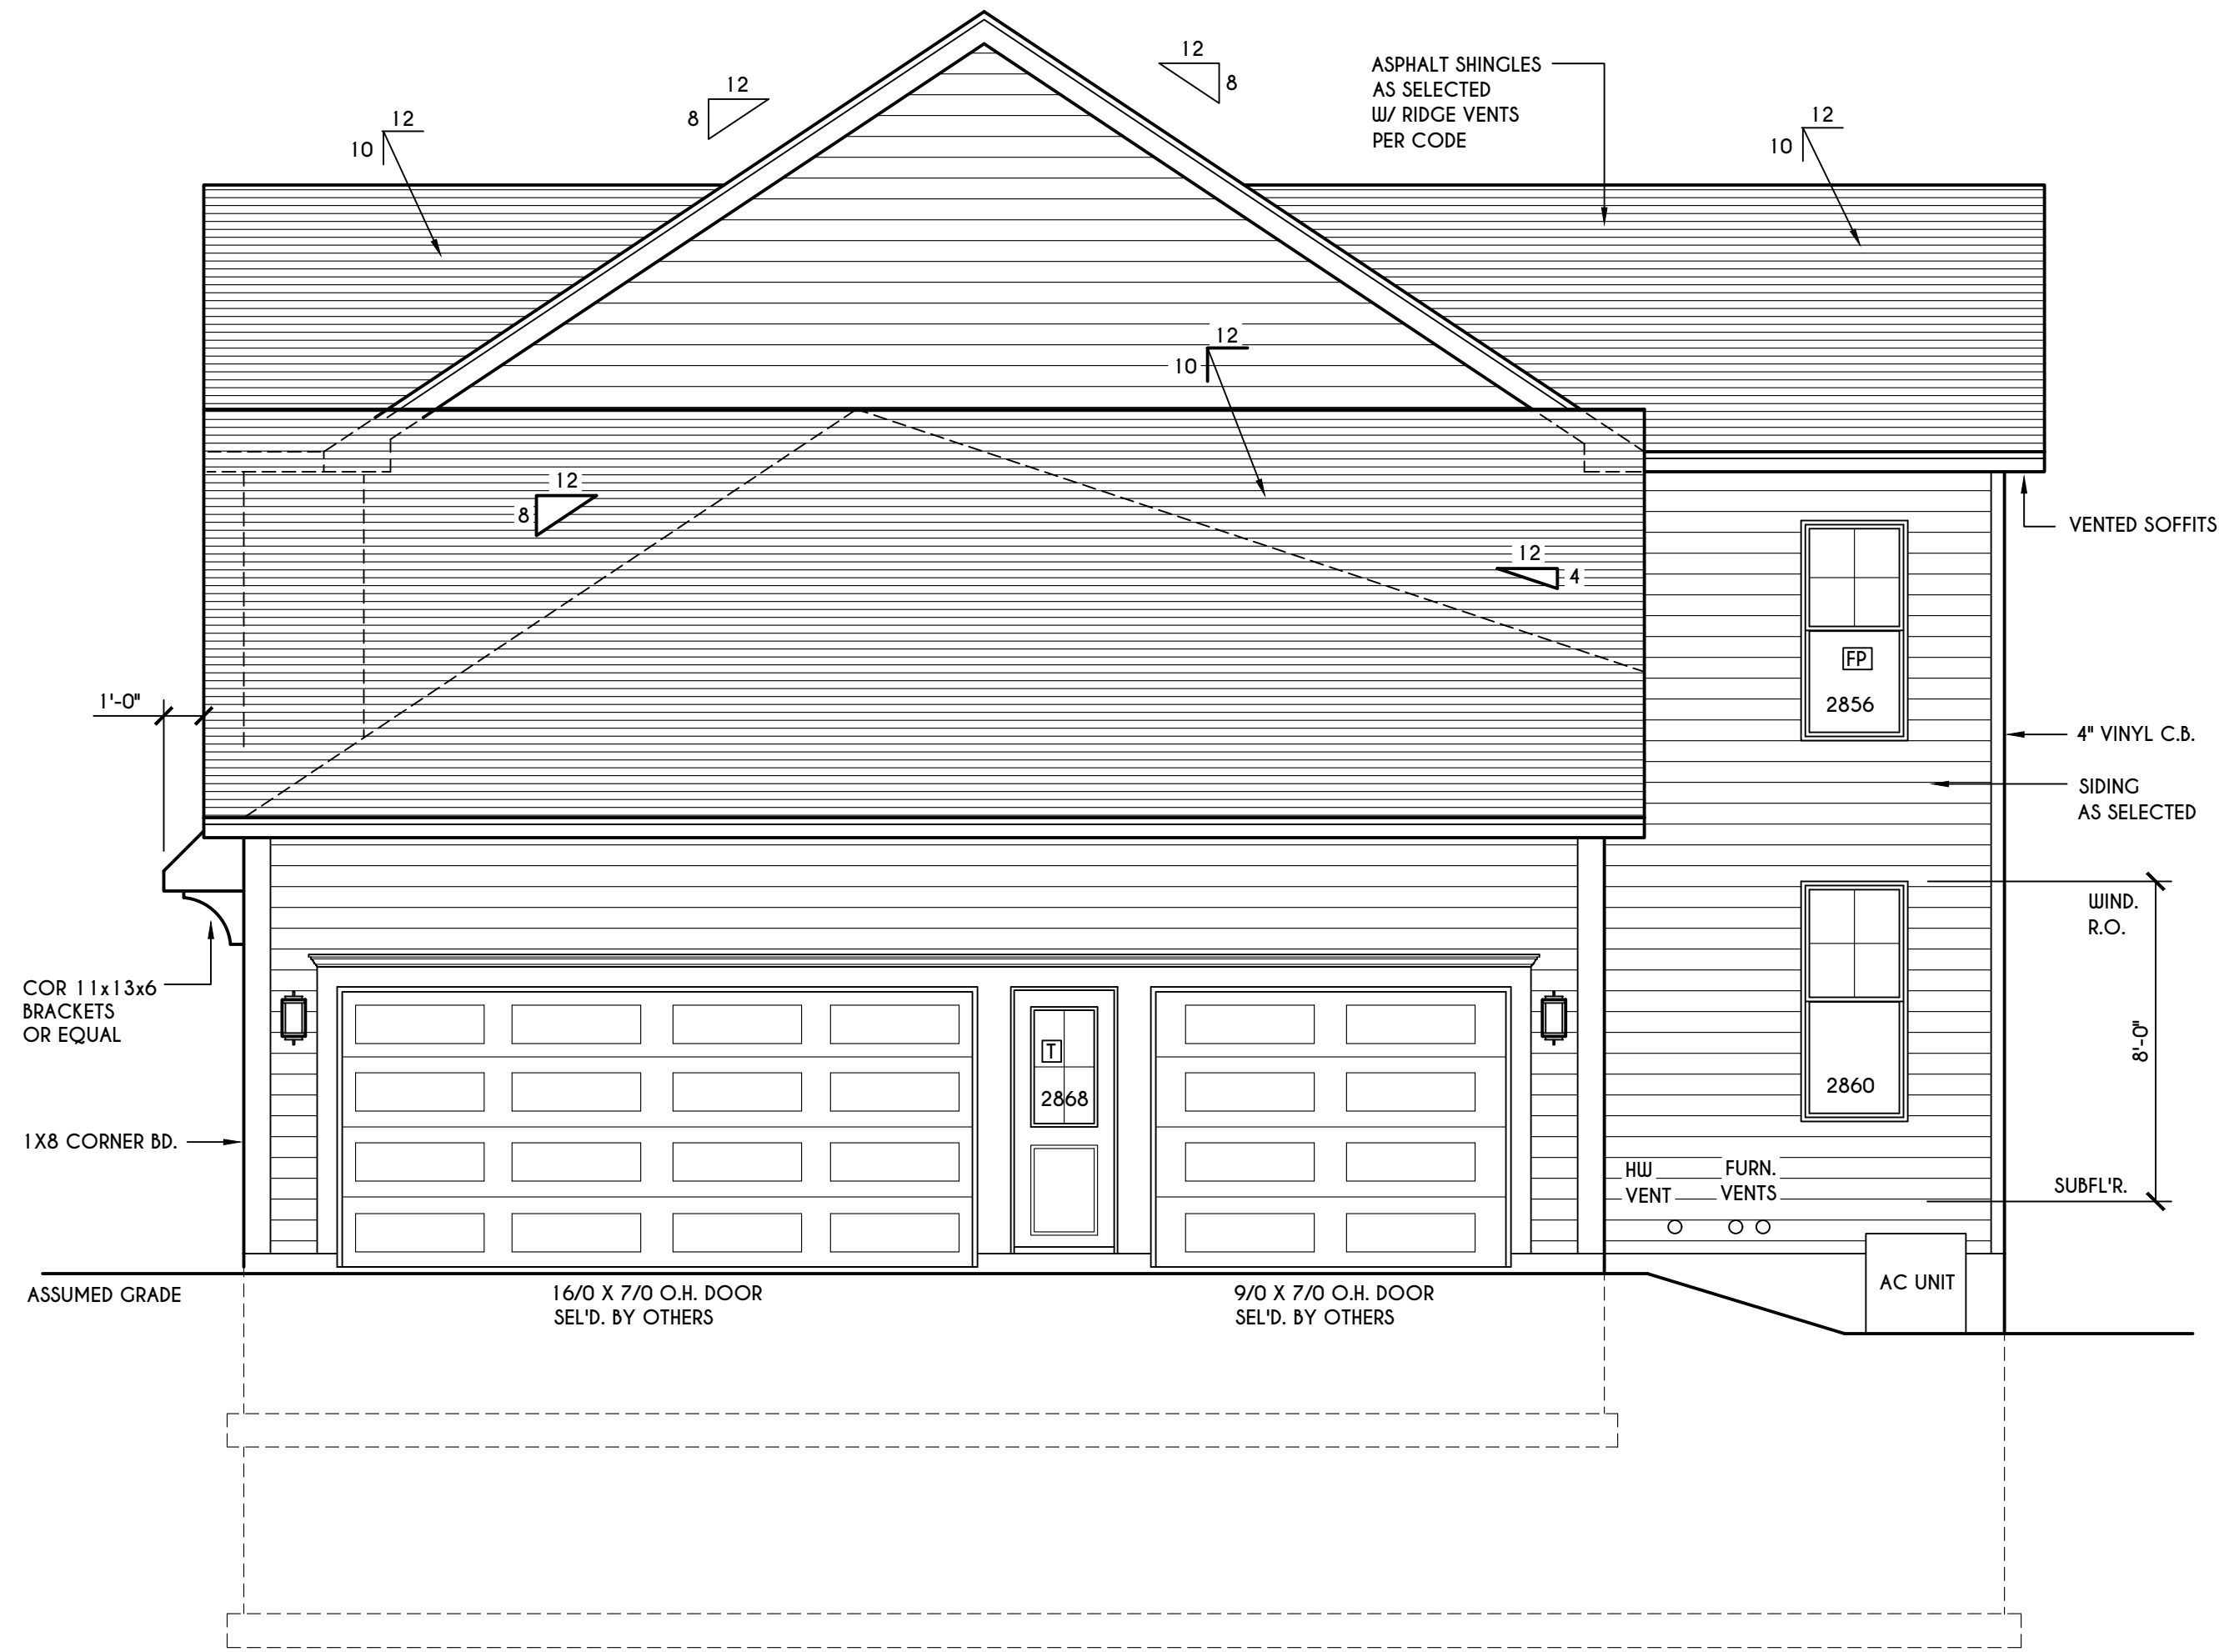 12
8
12
8
12
10
ASPHALT SHINGLES
AS SELECTED
W/ RIDGE VENTS
PER CODE
12
10
12
10
12
8
12
4
VENTED SOFFITS
FP
2856
1'-0"
4" VINYL C.B.
SIDING
AS SELECTED
WIND.
R.O.
COR 11x13x6
BRACKETS
OR EQUAL
T
2868
8'-0"
2860
1X8 CORNER BD.
HW
VENT
FURN.
VENTS
SUBFL'R.
AC UNIT
ASSUMED GRADE
16/0 X 7/0 O.H. DOOR
SEL'D. BY OTHERS
9/0 X 7/0 O.H. DOOR
SEL'D. BY OTHERS